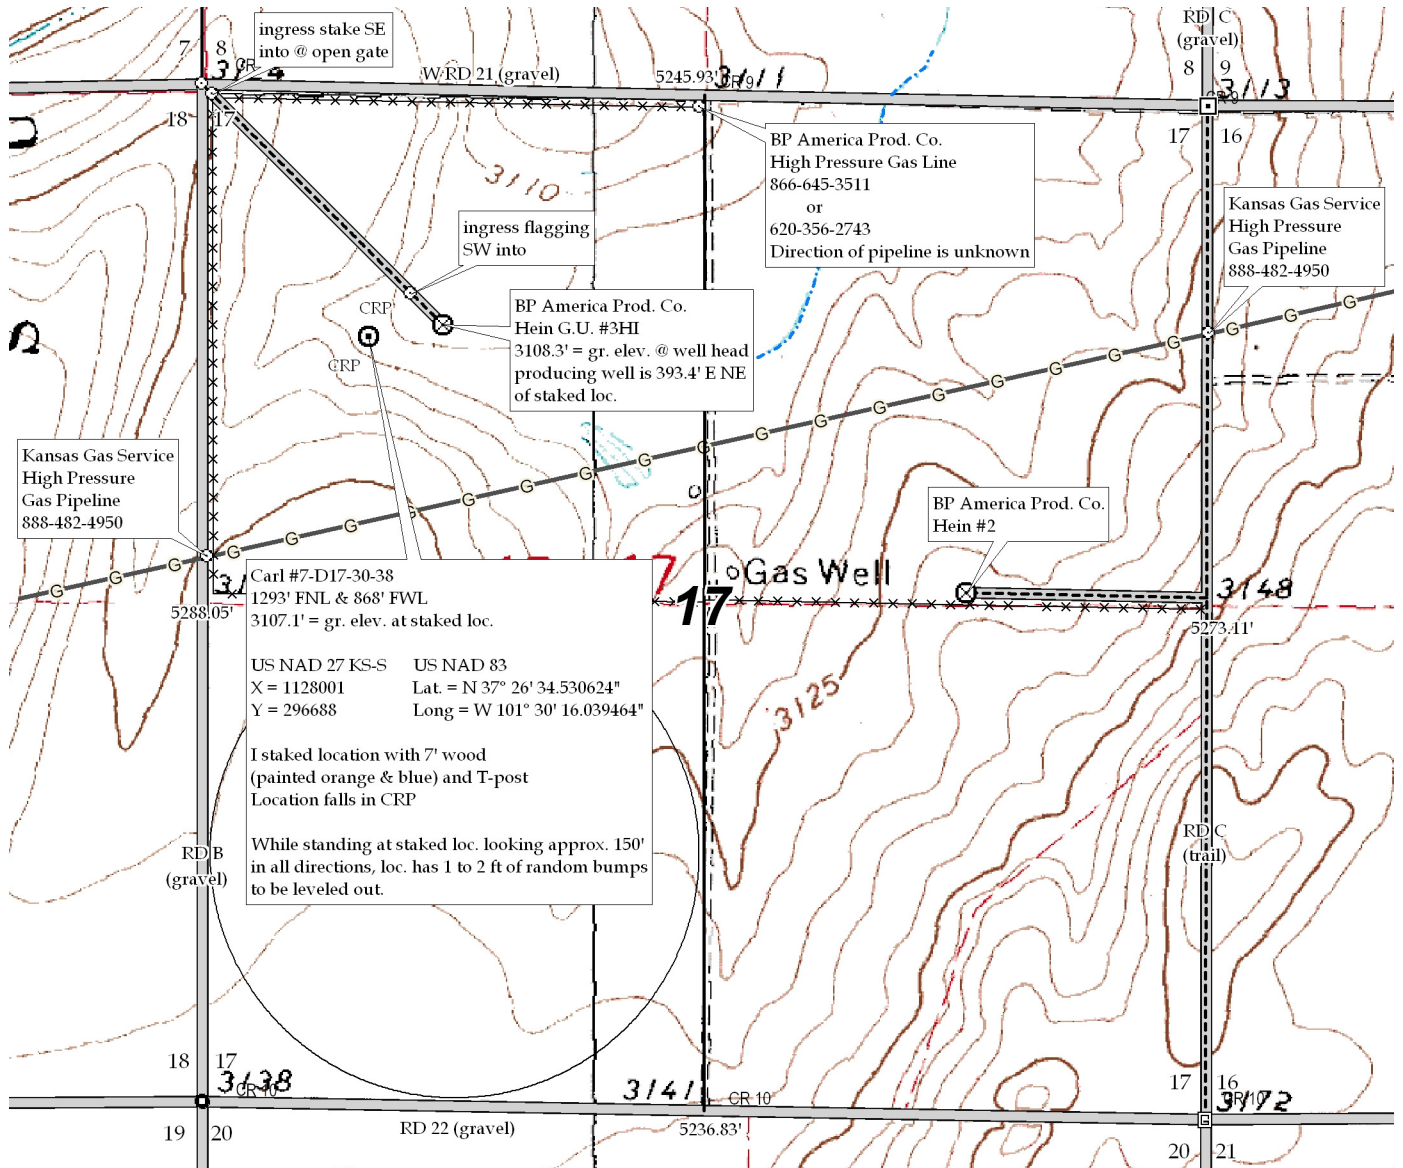 ingress stake SE
into @ open gate
7 8
W RD 21 (gravel)
5245.93'
3111
CR 9
RD C
(gravel)
8 9
3113
18 17
17 16
BP America Prod. Co.
High Pressure Gas Line
866-645-3511
or
620-356-2743
Direction of pipeline is unknown
3110
Kansas Gas Service
High Pressure
Gas Pipeline
888-482-4950
ingress flagging
SW into
CRP
CRP
BP America Prod. Co.
Hein G.U. #3HI
3108.3' = gr. elev. @ well head
producing well is 393.4' E NE
of staked loc.
G G G G G G G G G G G G G G G G G G G G G G G
Kansas Gas Service
High Pressure
Gas Pipeline
888-482-4950
BP America Prod. Co.
Hein #2
Gas Well
17
3148
5288.05'
5273.11'
Carl #7-D17-30-38
1293' FNL & 868' FWL
3107.1' = gr. elev. at staked loc.
US NAD 27 KS-S US NAD 83
X = 1128001 Lat. = N 37° 26' 34.530624"
Y = 296688 Long = W 101° 30' 16.039464"
I staked location with 7' wood
(painted orange & blue) and T-post
Location falls in CRP
While standing at staked loc. looking approx. 150'
in all directions, loc. has 1 to 2 ft of random bumps
to be leveled out.
3125
RD B
(gravel)
RD C
(trail)
18 17
3138
CR 10
3141
CR 10
17 16
3172
CR 10
G
19 20
RD 22 (gravel)
5236.83'
20 21